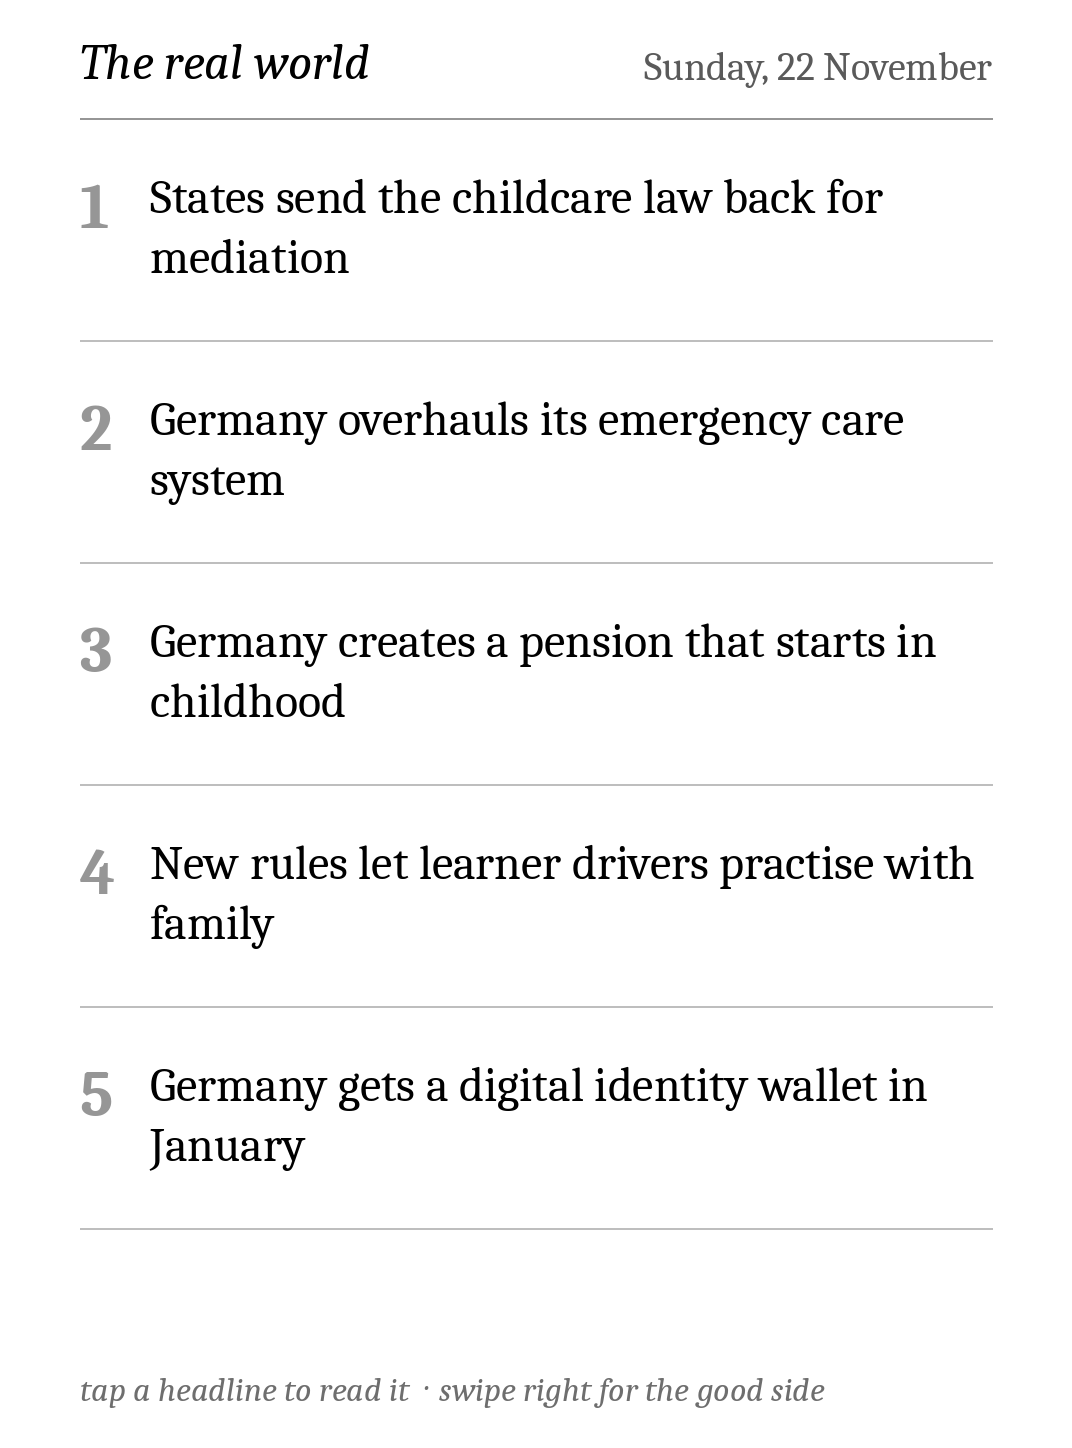 The real world
Sunday, 22 November
1
States send the childcare law back for
mediation
2
Germany overhauls its emergency care
system
3
Germany creates a pension that starts in
childhood
4
New rules let learner drivers practise with
family
5
Germany gets a digital identity wallet in
January
tap a headline to read it · swipe right for the good side